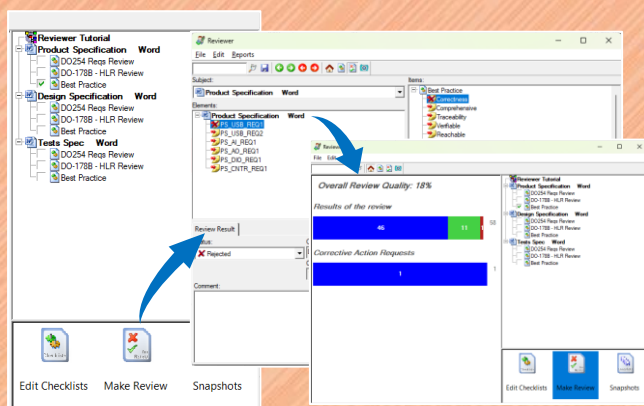 Reviewer Tutorial
Product Specification Word
DO254 Reqs Review
DO-178B - HLR Review
Best Practice
Design Specification Word
DO254 Reqs Review
DO-178B - HLR Review
Best Practice
Tests Spec Word
DO254 Reqs Review
DO-178B - HLR Review
Best Practice
Edit Checklists
Make Review
Snapshots
Reviewer
File Edit Reports
Subject:
Product Specification Word
Elements:
Product Specification Word
PS_USB_REQ1
PS_USB_REQ2
PS_AI_REQ1
PS_AO_REQ1
PS_DIO_REQ1
PS_CNTR_REQ1
Items:
Best Practice
Correctness
Comprehensive
Traceability
Verifiable
Reachable
Review Result
Status:
Rejected
Comment:
File
Overall Review Quality: 18%
Results of the review
46
11
58
Corrective Action Requests
1
1
Reviewer Tutorial
Product Specification Word
DO254 Reqs Review
DO-178B - HLR Review
Best Practice
Design Specification Word
DO254 Reqs Review
DO-178B - HLR Review
Best Practice
Tests Spec Word
DO254 Reqs Review
DO-178B - HLR Review
Best Practice
Edit Checklists
Make Review
Snapshots